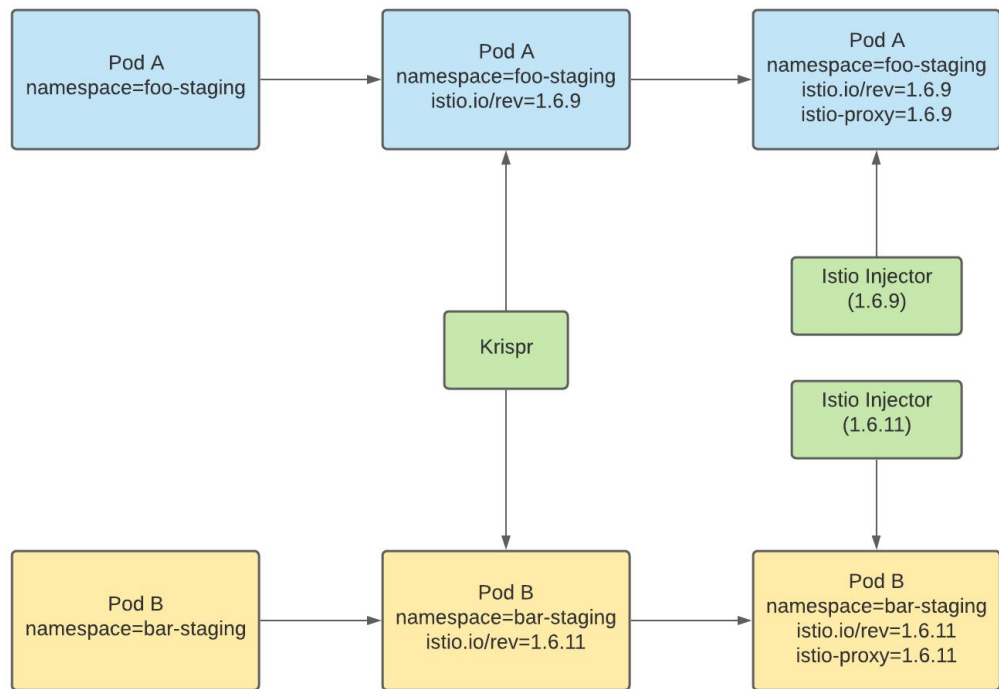 Pod A
namespace=foo-staging
Pod A
namespace=foo-staging
istio.io/rev=1.6.9
Pod A
namespace=foo-staging
istio.io/rev=1.6.9
istio-proxy=1.6.9
Istio Injector
(1.6.9)
Krispr
Istio Injector
(1.6.11)
Pod B
namespace=bar-staging
Pod B
namespace=bar-staging
istio.io/rev=1.6.11
Pod B
namespace=bar-staging
istio.io/rev=1.6.11
istio-proxy=1.6.11